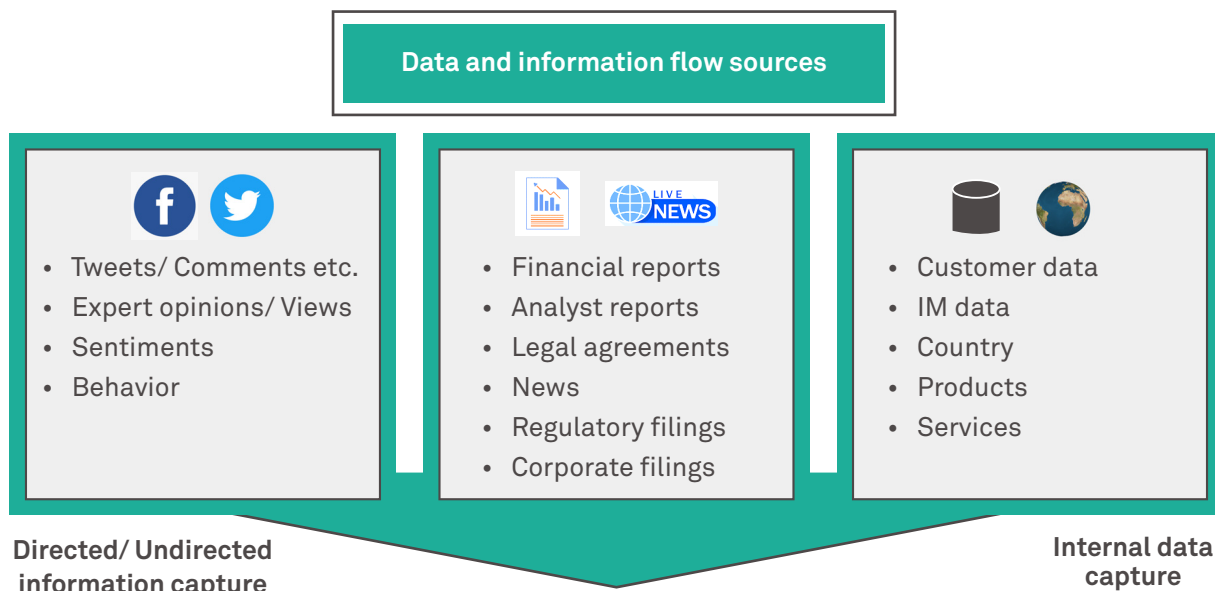 Data and information flow sources
f
LIVE
NEWS
• Tweets/ Comments etc.
• Expert opinions/ Views
• Sentiments
• Behavior
• Financial reports
• Analyst reports
• Legal agreements
• News
• Regulatory filings
• Corporate filings
• Customer data
• IM data
• Country
• Products
• Services
Directed/ Undirected
information capture
Internal data
capture